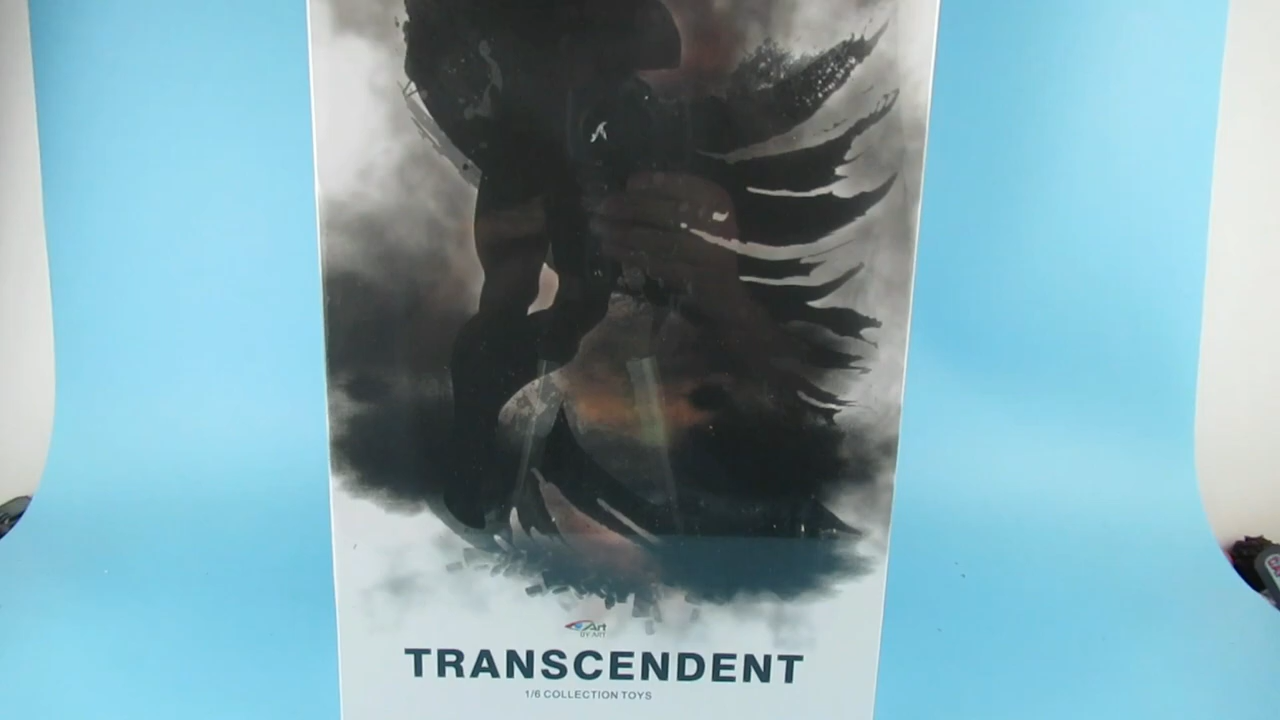 Art
BY ART
TRANSCENDENT
1/6 COLLECTION TOYS